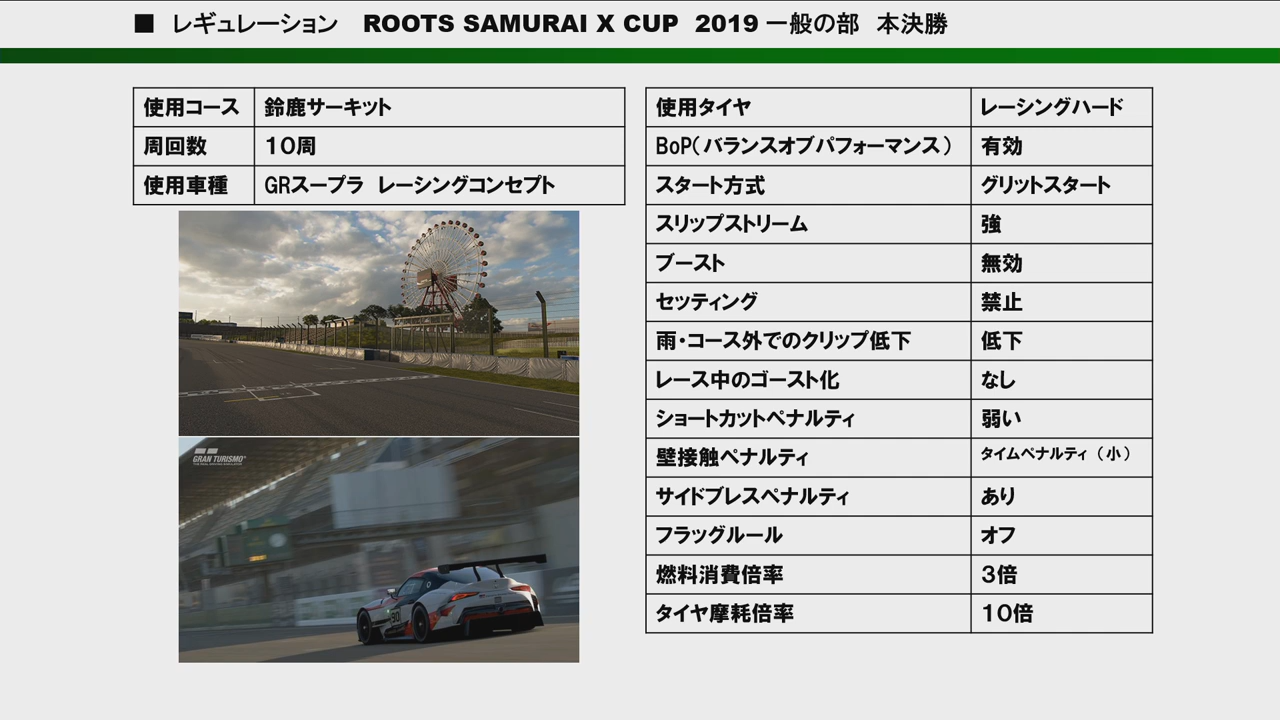 ■ レギュレーション ROOTS SAMURAI X CUP 2019 一般の部 本決勝
使用コース 鈴鹿サーキット
周回数 10周
使用車種 GRスープラ レーシングコンセプト
GRAN TURISMO
30
使用タイヤ レーシングハード
BoP(バランスオブパフォーマンス) 有効
スタート方式 グリットスタート
スリップストリーム 強
ブースト 無効
セッティング 禁止
雨・コース外でのクリップ低下 低下
レース中のゴースト化 なし
ショートカットペナルティ 弱い
壁接触ペナルティ タイムペナルティ(小)
サイドブレスペナルティ あり
フラッグルール オフ
燃料消費倍率 3倍
タイヤ摩耗倍率 10倍